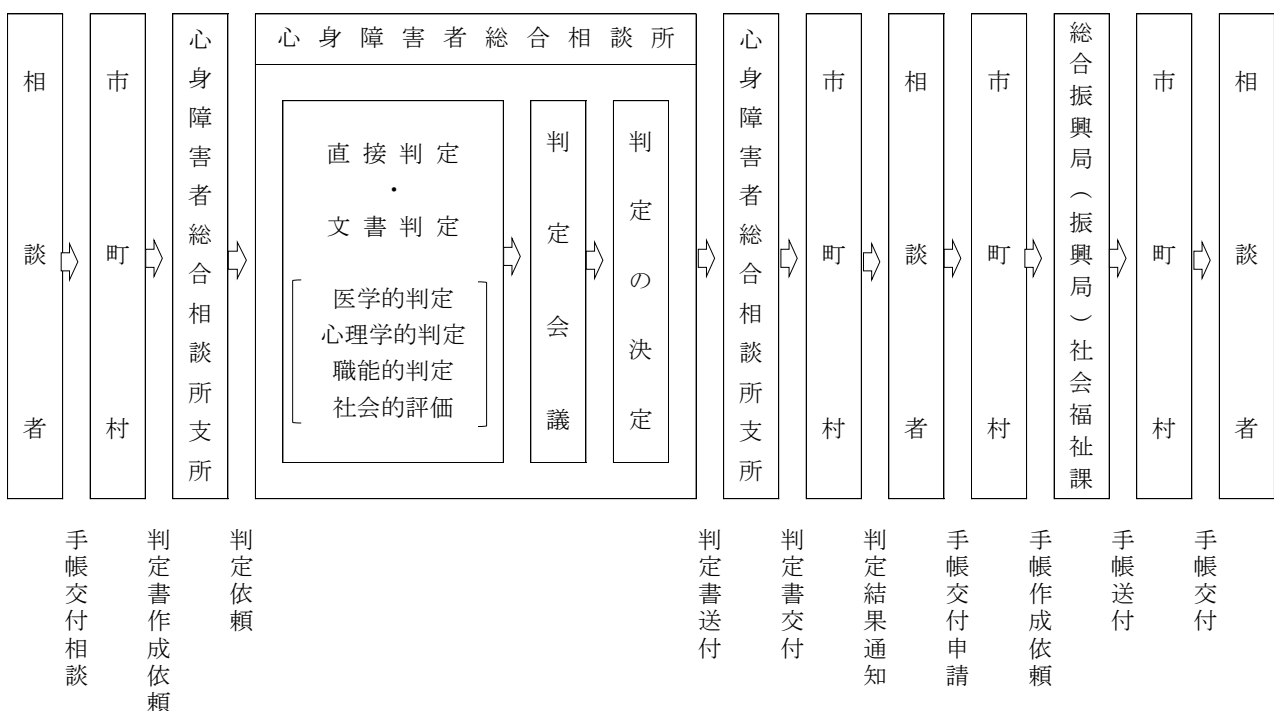 相談者
市町村
心身障害者総合相談所支所
心身障害者総合相談所
直接判定
・
文書判定
医学的判定
心理学的判定
職能的判定
社会的評価
判定会議
判定の決定
心身障害者総合相談所支所
市町村
相談者
市町村
総合振興局（振興局）社会福祉課
市町村
相談者
手帳交付相談
判定書作成依頼
判定依頼
判定書送付
判定書交付
判定結果通知
手帳交付申請
手帳作成依頼
手帳送付
手帳交付